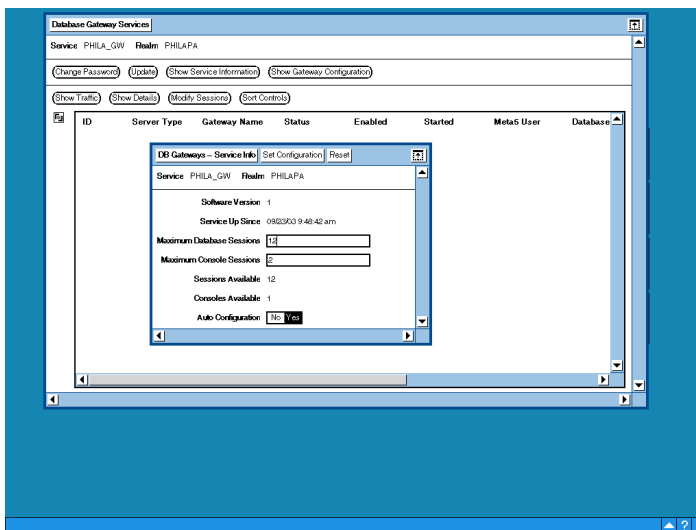 Database Gateway Services
Service PHILA_GW Realm PHILAPA
Change Password Update Show Service Information Show Gateway Configuration
Show Traffic Show Details Modify Sessions Sort Controls
ID Server Type Gateway Name Status Enabled Started Meta5 User Database
DB Gateways -- Service Info Set Configuration Reset
Service PHILA_GW Realm PHILAPA
Software Version 1
Service Up Since 09/23/03 9:48:42 am
Maximum Database Sessions 12
Maximum Console Sessions 2
Sessions Available 12
Consoles Available 1
Auto Configuration No Yes
?